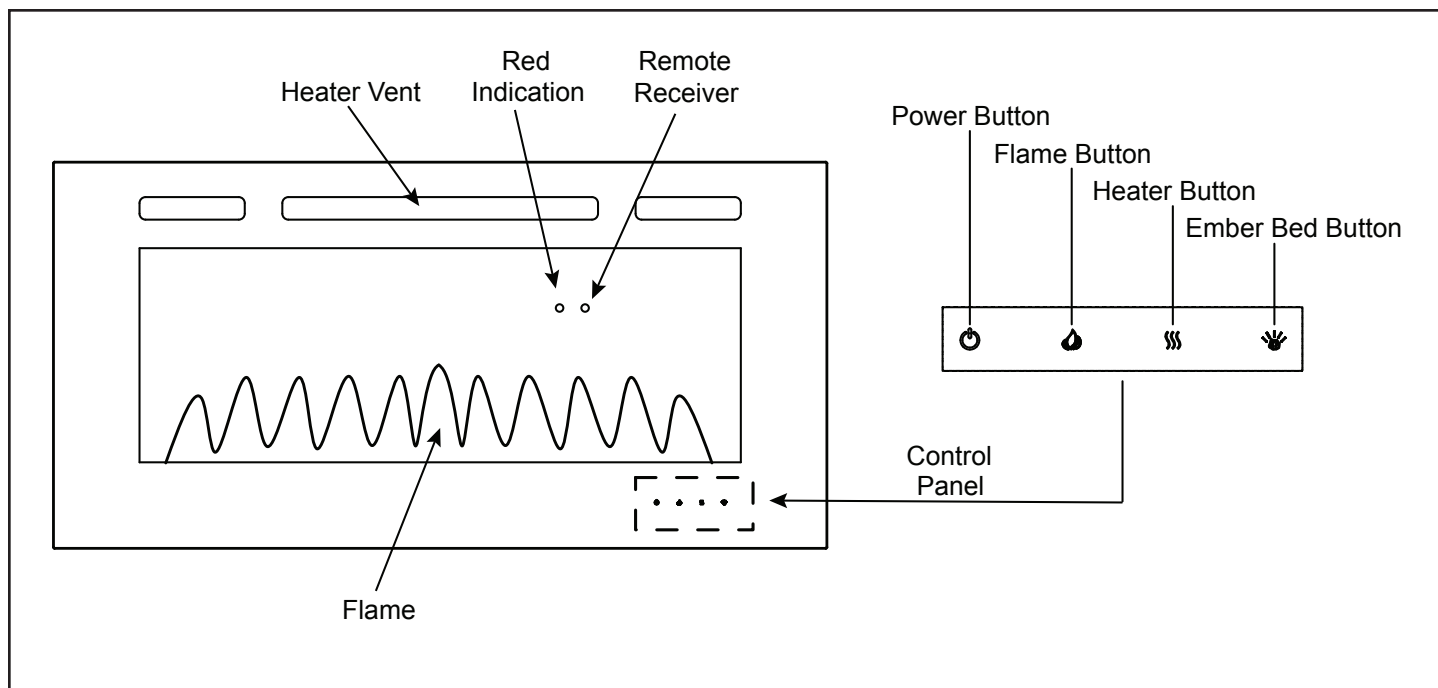 Heater Vent
Red
Indication
Remote
Receiver
Power Button
Flame Button
Heater Button
Ember Bed Button
Control
Panel
Flame